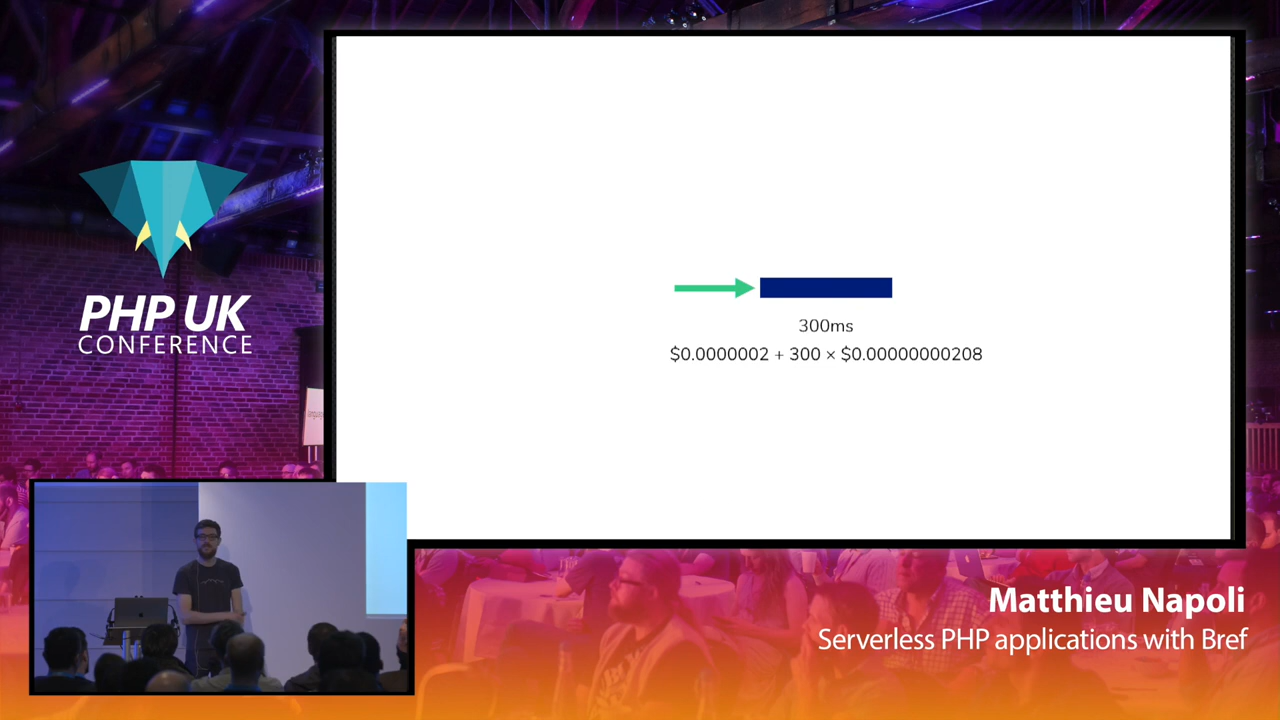 PHP UK
CONFERENCE
300ms
$0.0000002 + 300 × $0.00000000208
Matthieu Napoli
Serverless PHP applications with Bref